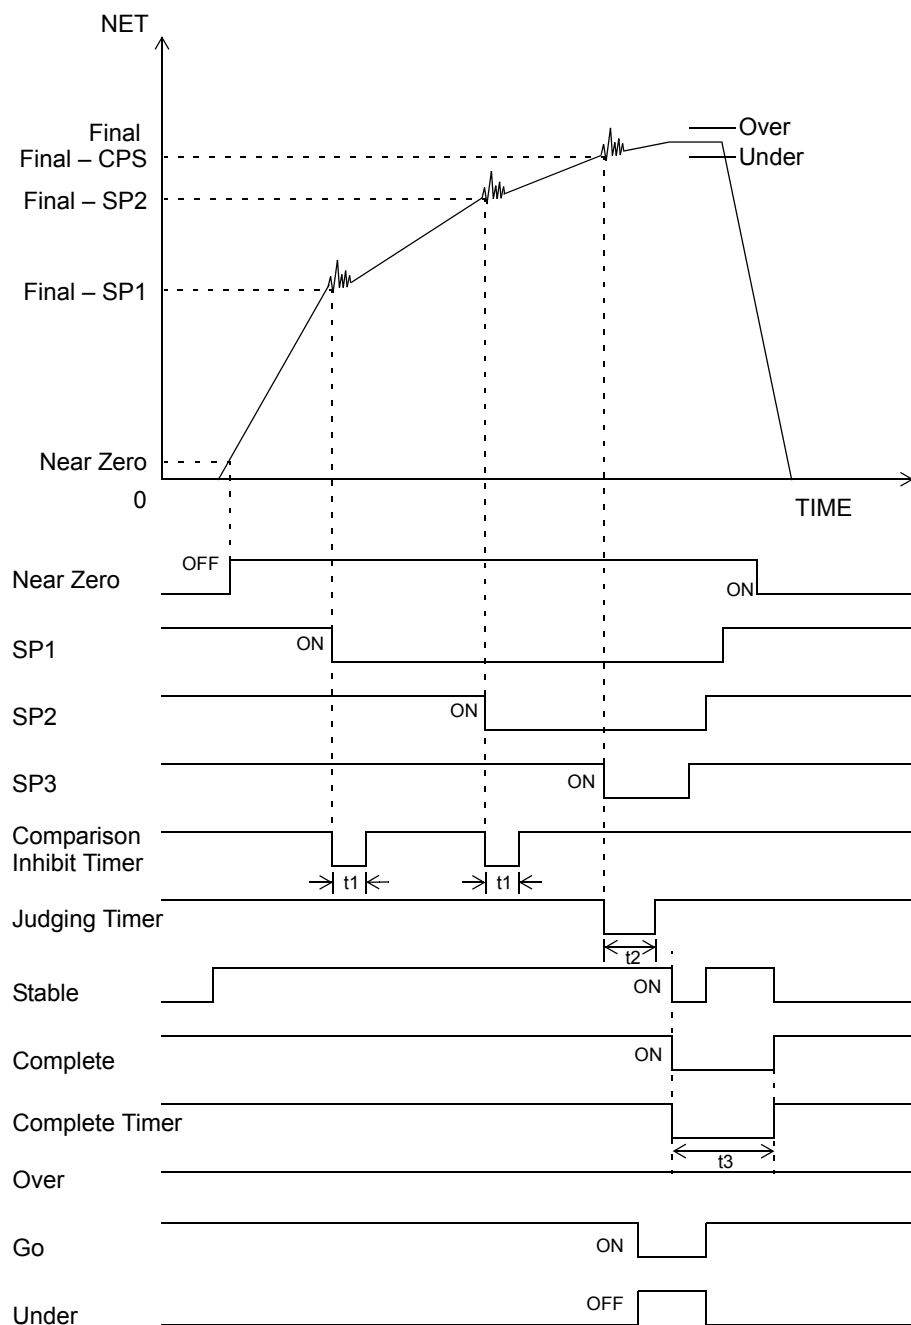 NET
Final
Over
Final – CPS
Under
Final – SP2
Final – SP1
Near Zero
0
TIME
OFF
Near Zero
ON
ON
SP1
ON
SP2
ON
SP3
Comparison
Inhibit Timer
t1
t1
Judging Timer
t2
ON
Stable
ON
Complete
Complete Timer
t3
Over
ON
Go
OFF
Under